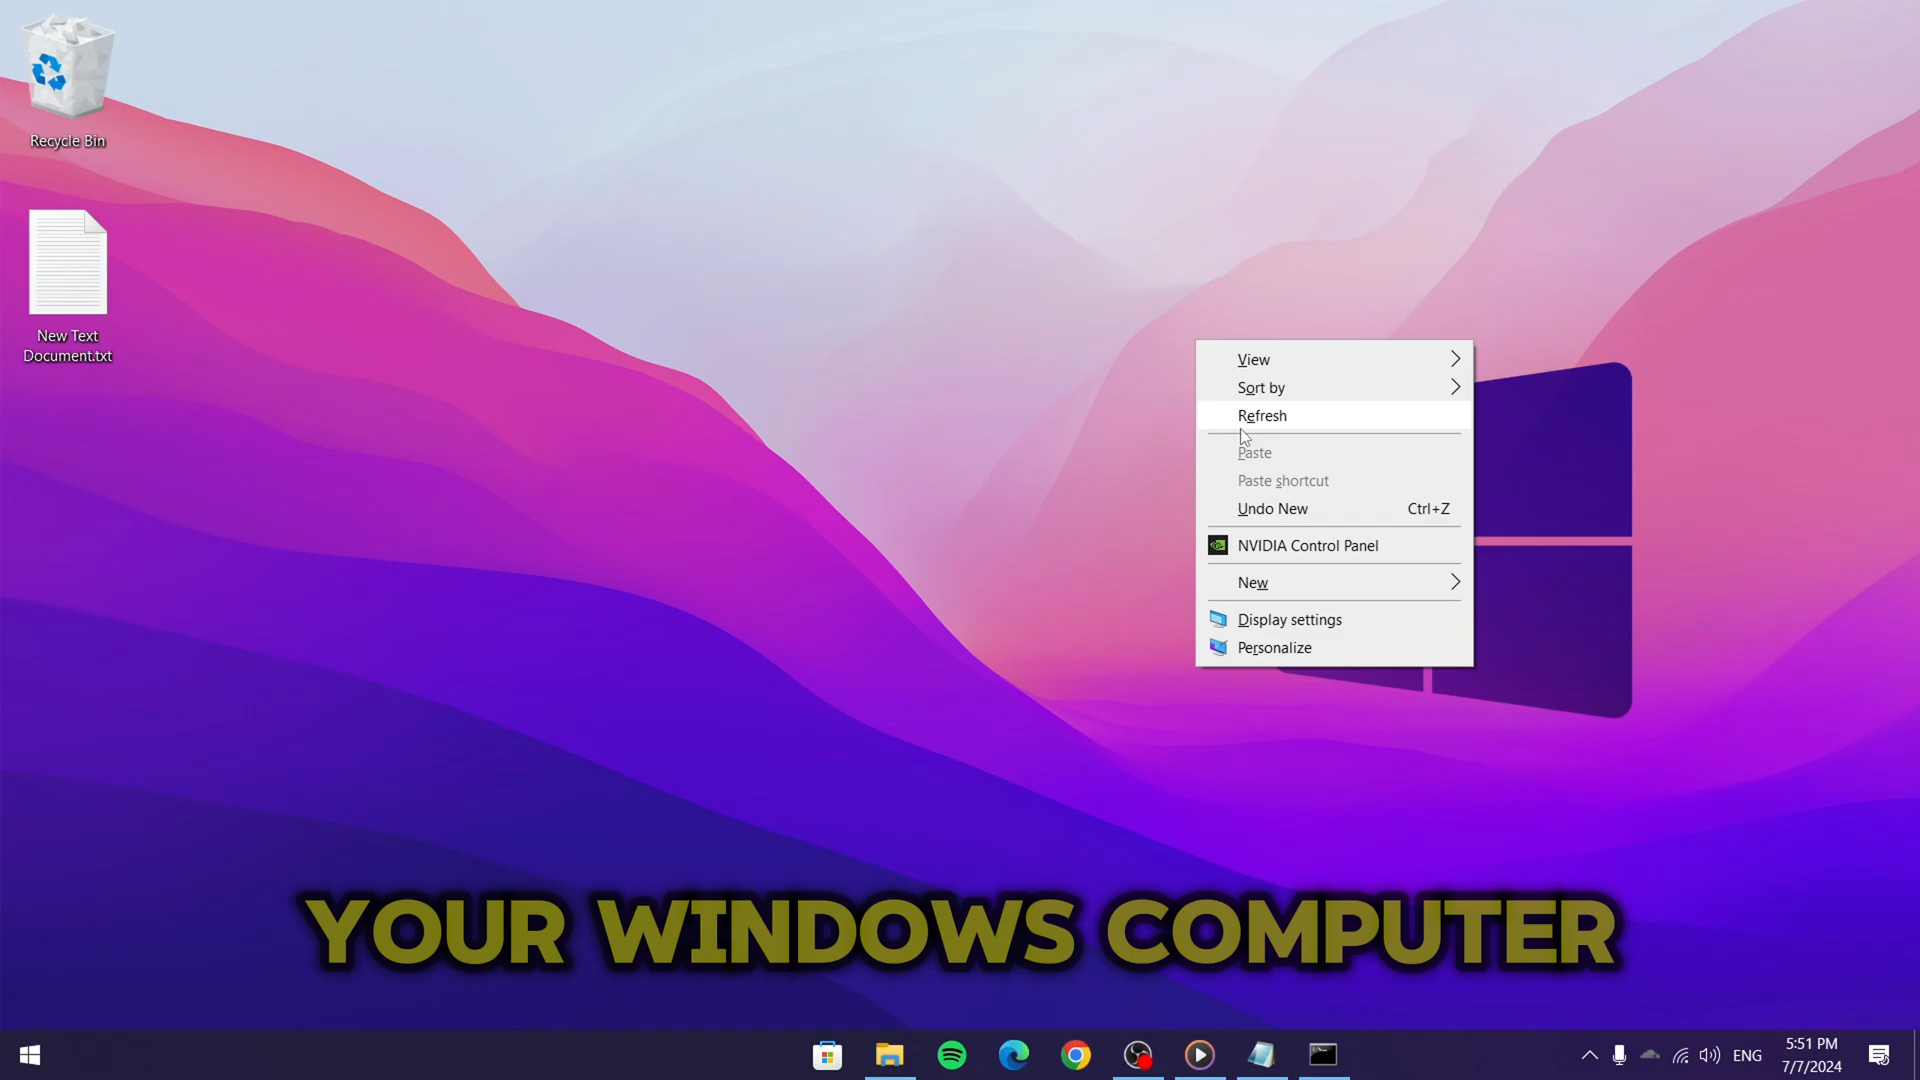 Recycle Bin
New Text
Document.txt
View
Sort by
Refresh
Paste
Paste shortcut
Undo New Ctrl+Z
NVIDIA Control Panel
New
Display settings
Personalize
YOUR WINDOWS COMPUTER
ENG
5:51 PM
7/7/2024